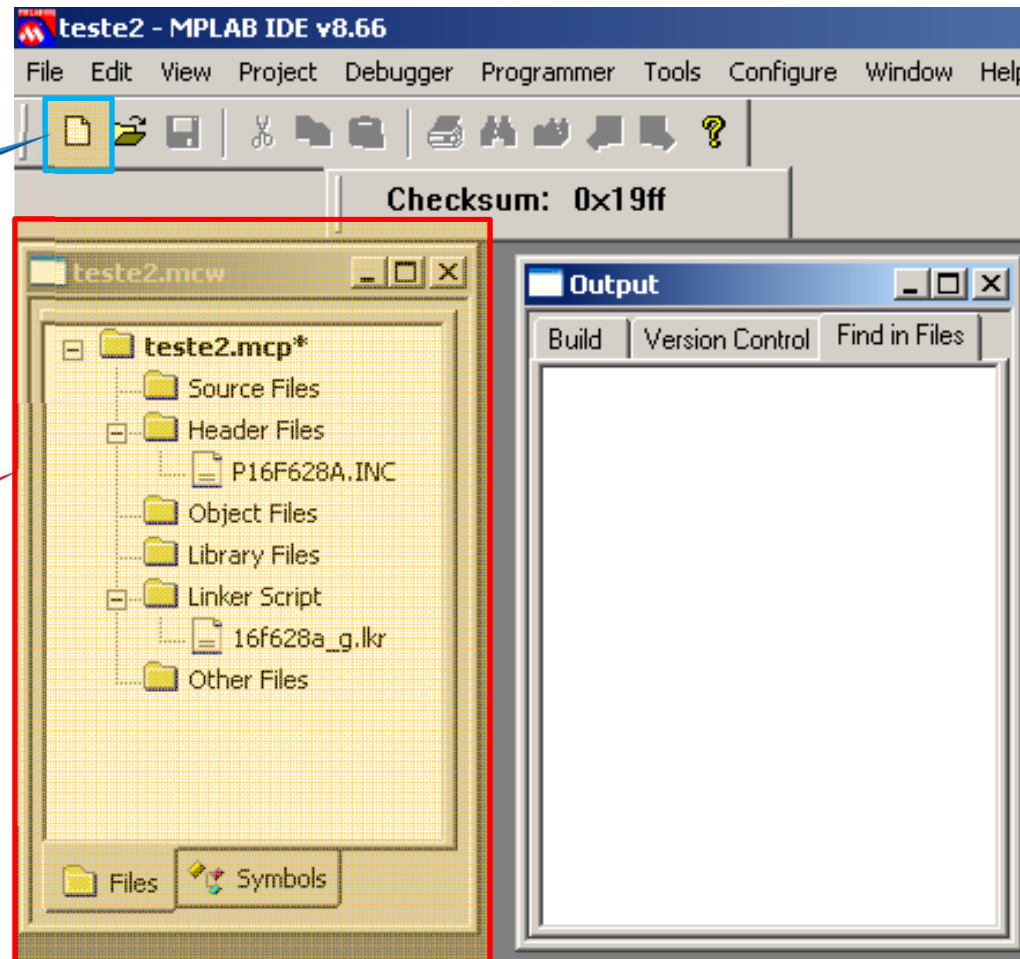 teste2 - MPLAB IDE v8.66
File Edit View Project Debugger Programmer Tools Configure Window Help
Checksum: 0x19ff
teste2.mcw
teste2.mcp*
Source Files
Header Files
P16F628A.INC
Object Files
Library Files
Linker Script
16f628a_g.lkr
Other Files
Files Symbols
Output
Build Version Control Find in Files